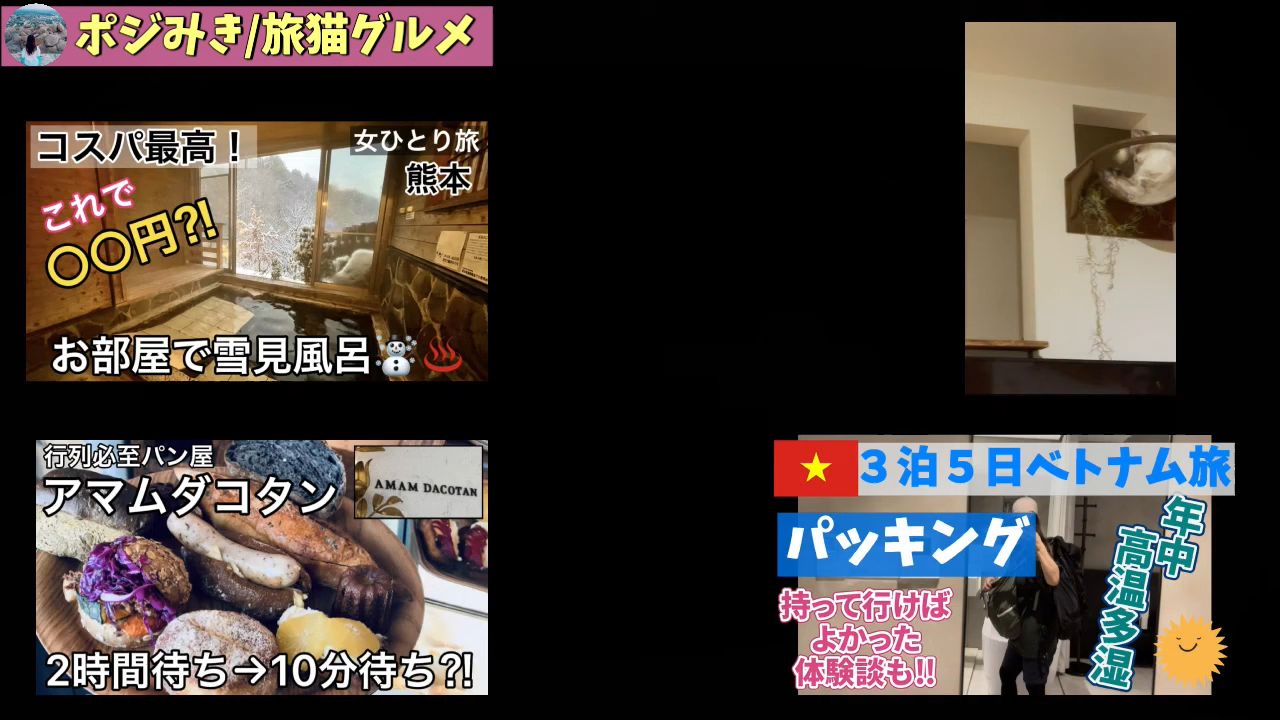 ポジみき/旅猫グルメ
コスパ最高！
女ひとり旅
熊本
これで
〇〇円?!
お部屋で雪見風呂⛄♨
行列必至パン屋
アマムダコタン
AMAM DACOTAN
2時間待ち→10分待ち?!
３泊５日ベトナム旅
パッキング
年中
高温多湿
持って行けば
よかった
体験談も!!